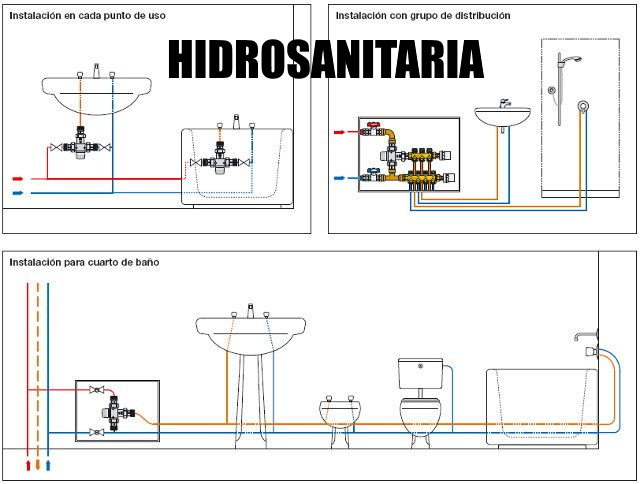 Instalación en cada punto de uso
Instalación con grupo de distribución
HIDROSANITARIA
Instalación para cuarto de baño